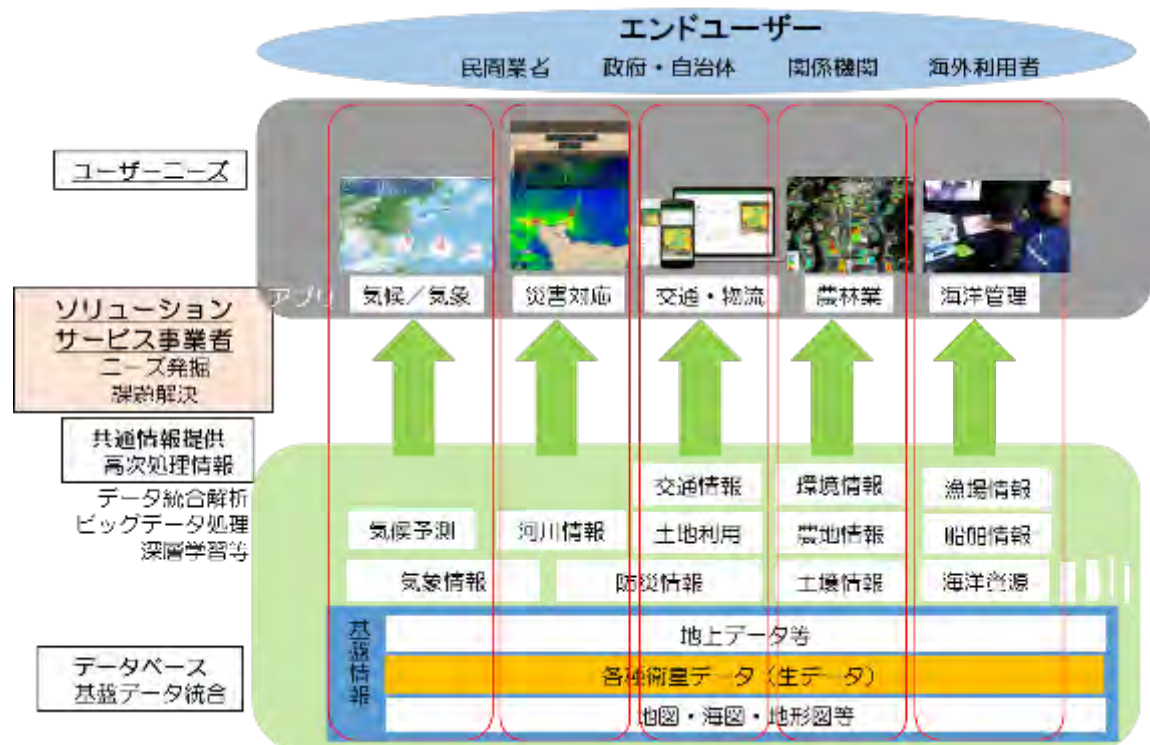 エンドユーザー
民間業者 政府・自治体 関係機関 海外利用者
ユーザーニーズ
アプリ
気候/気象 災害対応 交通・物流 農林業 海洋管理
ソリューション
サービス事業者
ニーズ発掘
課題解決
共通情報提供
高次処理情報
データ統合解析
ビッグデータ処理
深層学習等
交通情報 環境情報 漁場情報
気候予測 河川情報 土地利用 農地情報 船舶情報
気象情報 防災情報 土壌情報 海洋資源
データベース
基盤データ統合
基盤情報
地上データ等
各種衛星データ(生データ)
地図・海図・地形図等